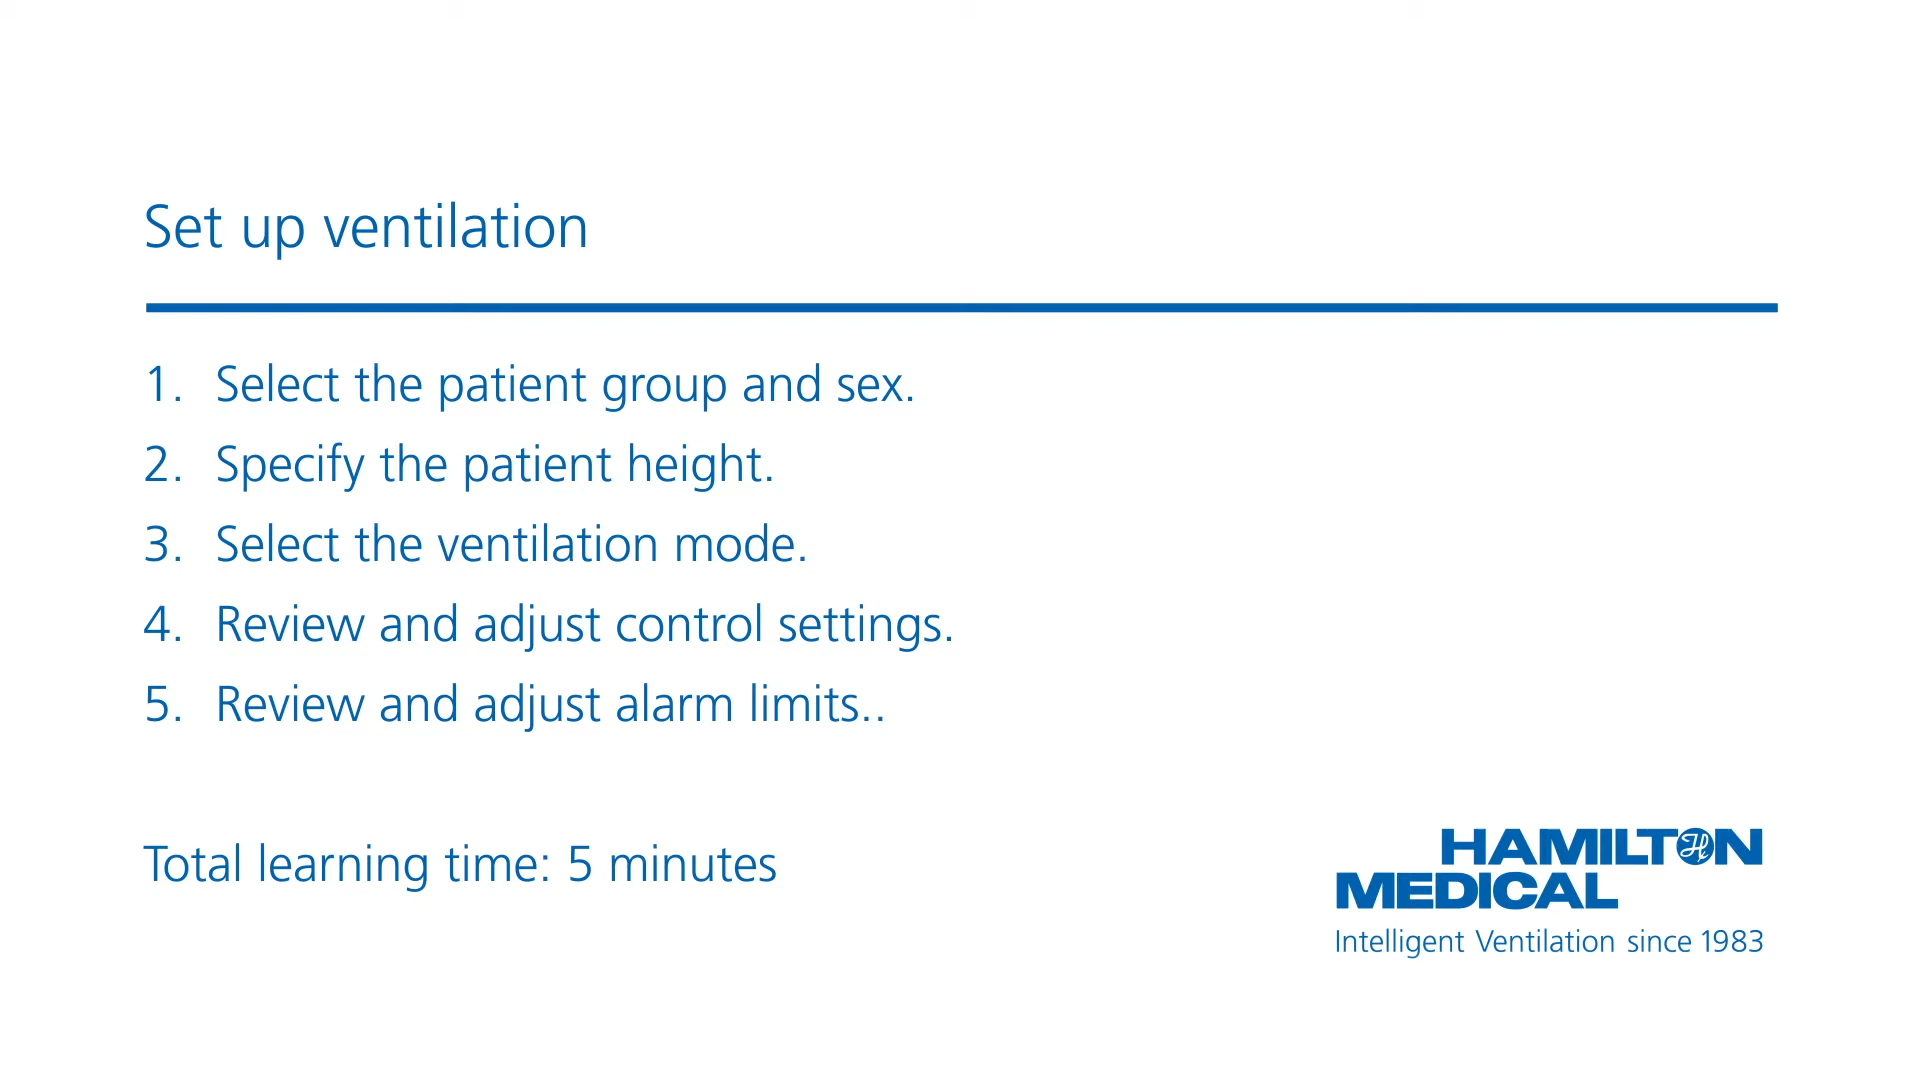 Set up ventilation
1. Select the patient group and sex.
2. Specify the patient height.
3. Select the ventilation mode.
4. Review and adjust control settings.
5. Review and adjust alarm limits..
Total learning time: 5 minutes
HAMILTON
MEDICAL
Intelligent Ventilation since 1983